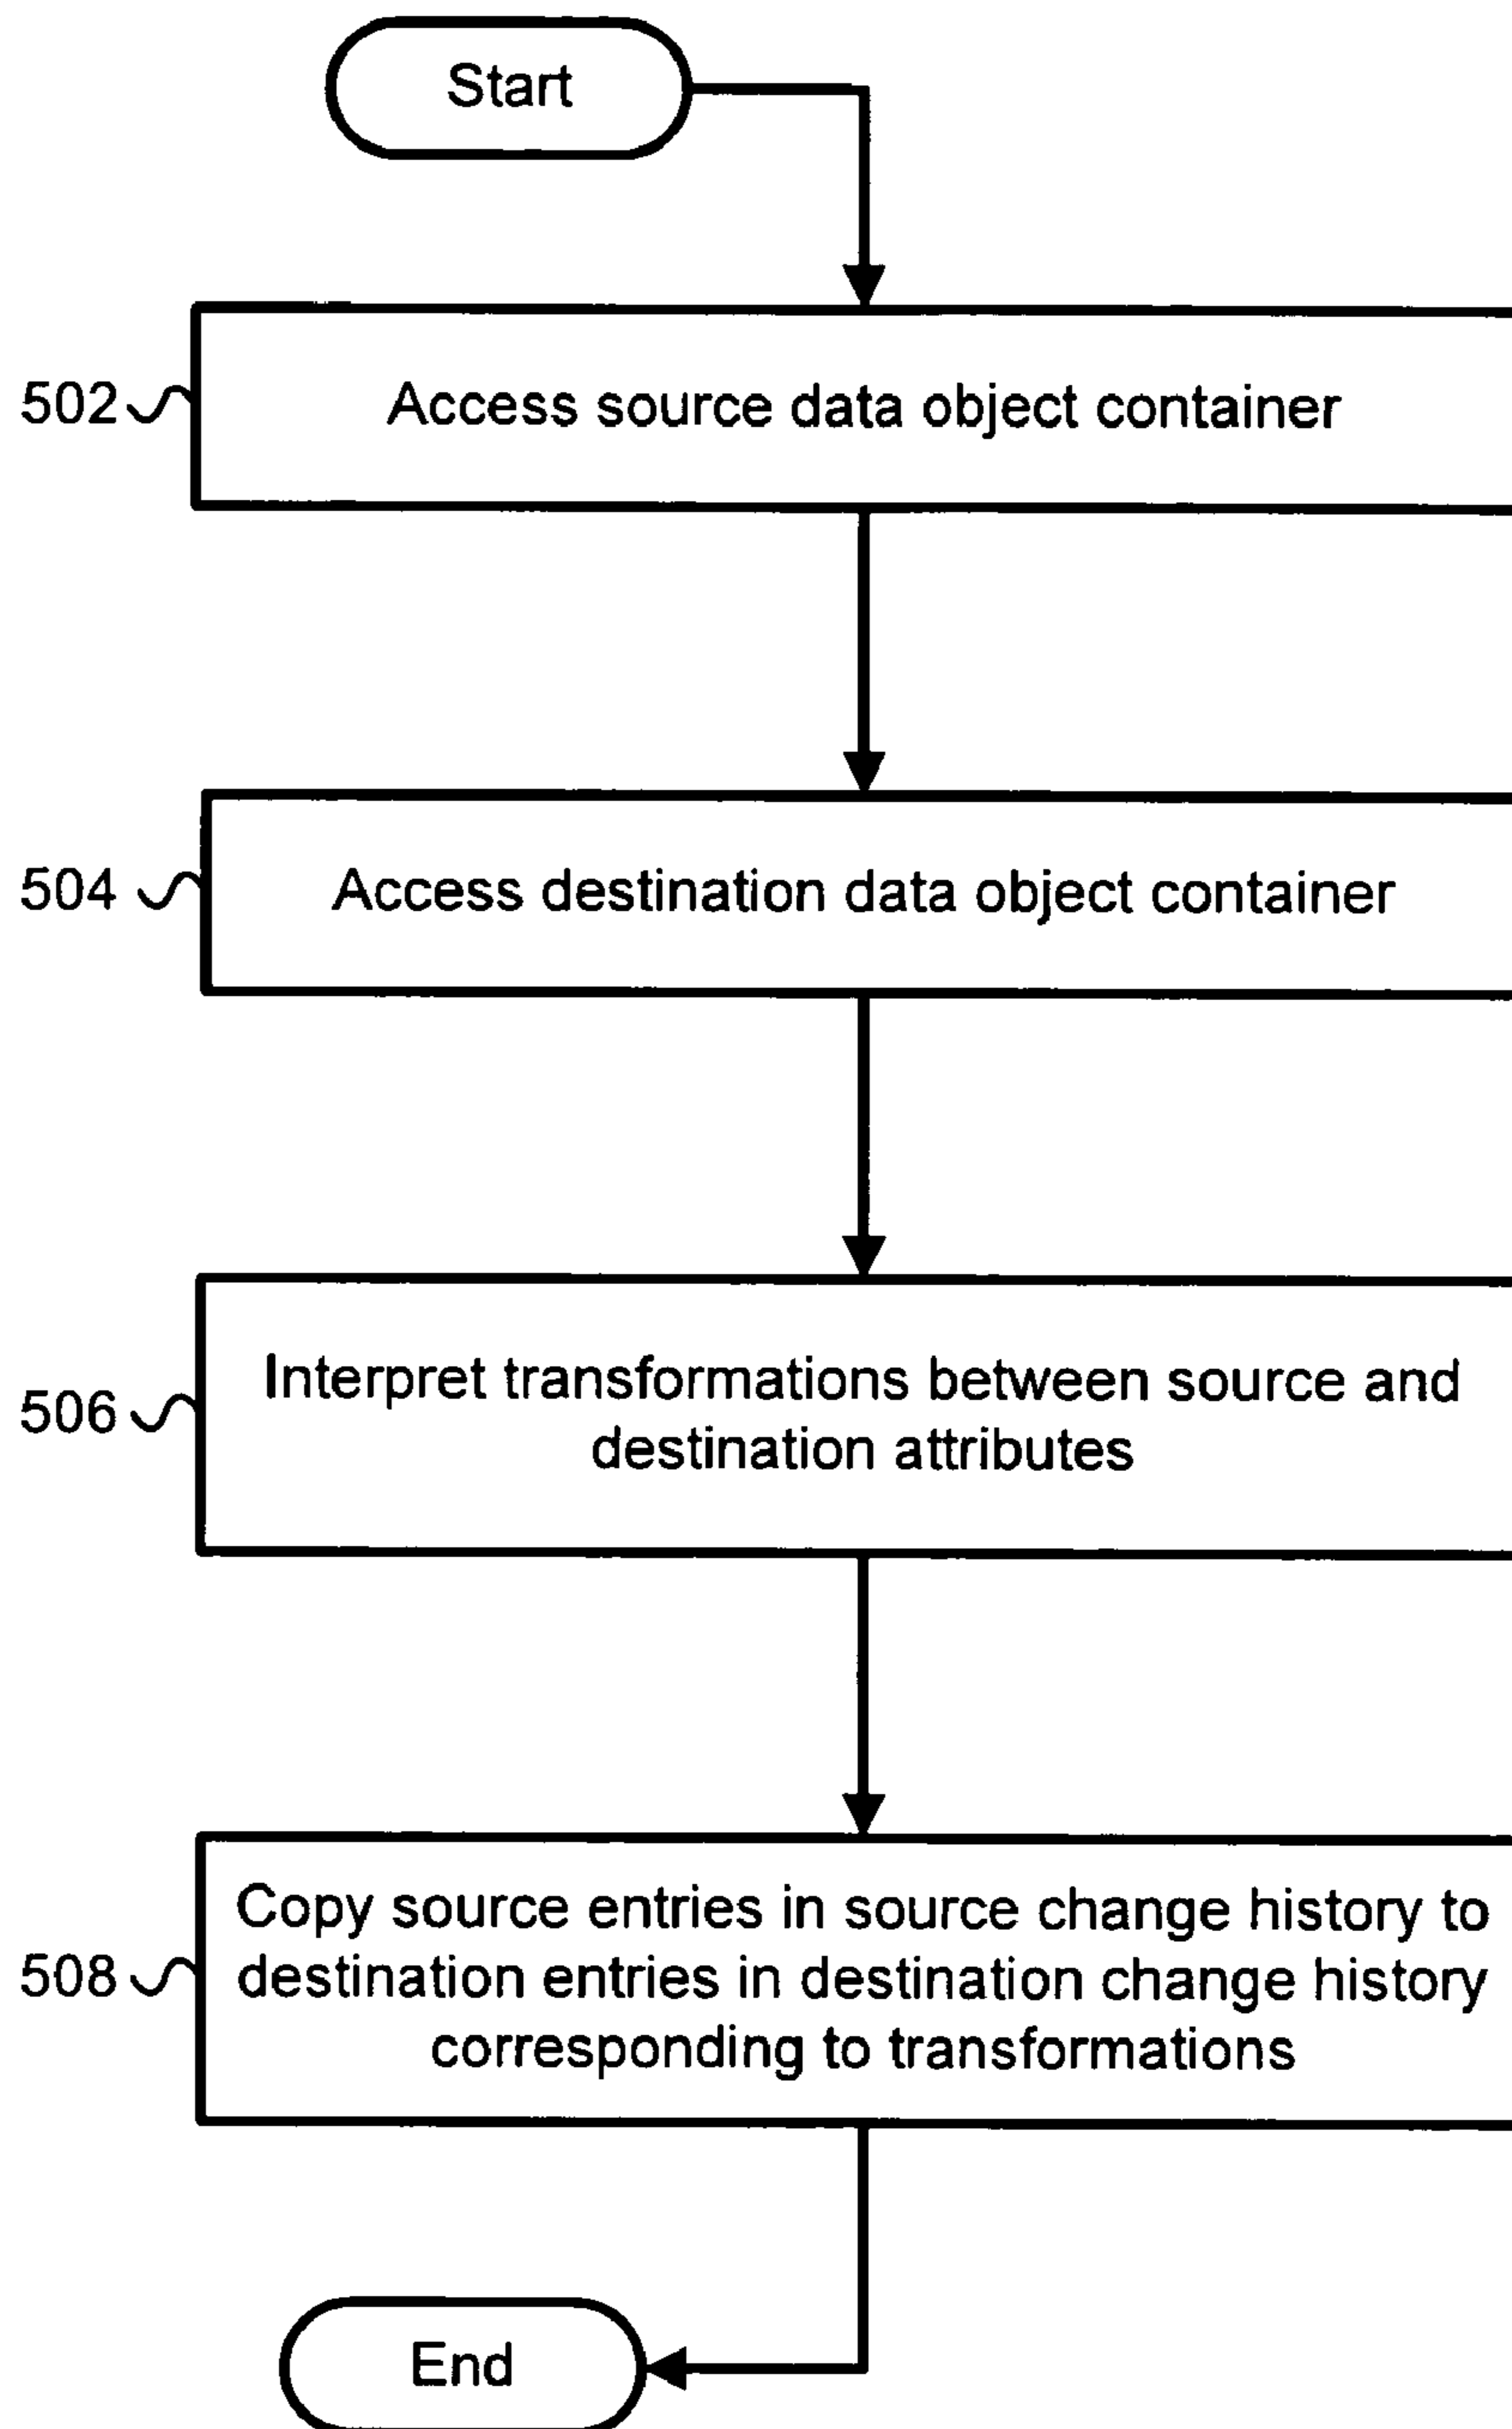 Start
502
Access source data object container
504
Access destination data object container
506
Interpret transformations between source and
destination attributes
508
Copy source entries in source change history to
destination entries in destination change history
corresponding to transformations
End